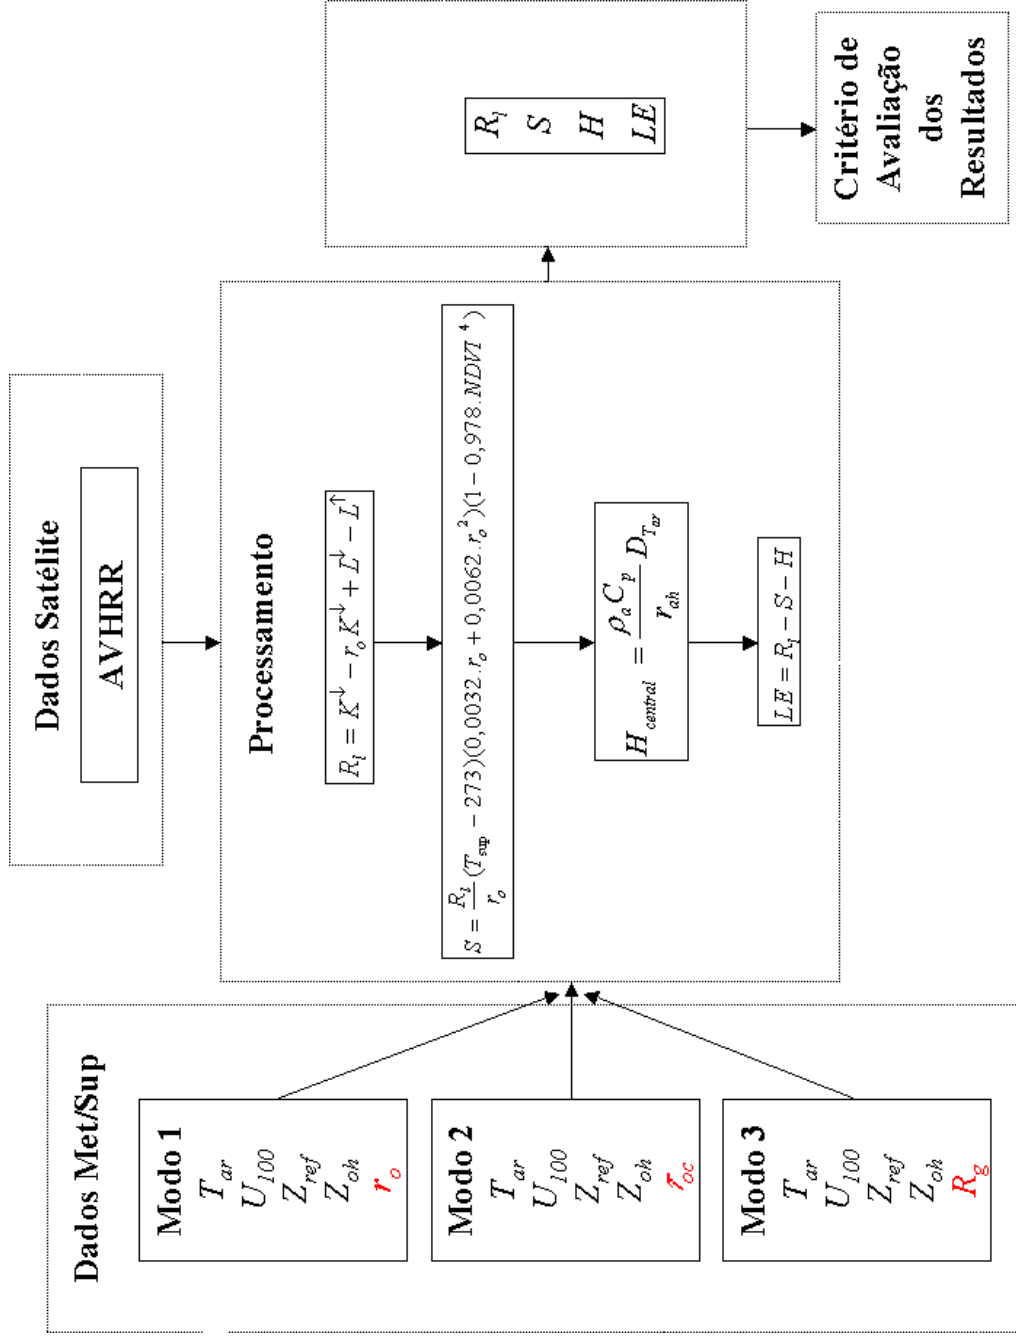 Dados Met/Sup
Modo 1
T_ar
U_100
Z_ref
Z_oh
r_o
Modo 2
T_ar
U_100
Z_ref
Z_oh
r_oc
Modo 3
T_ar
U_100
Z_ref
Z_oh
R_g
Dados Satélite
AVHRR
Processamento
R_l = K↓ − r_o K↓ + L↓ − L↑
S = R_l/r_o (T_sup − 273)(0,0032.r_o + 0,0062.r_o²)(1 − 0,978.NDVI⁴)
H_central = ρ_a C_p / r_ah D_T_ar
LE = R_l − S − H
R_l
S
H
LE
Critério de
Avaliação
dos
Resultados